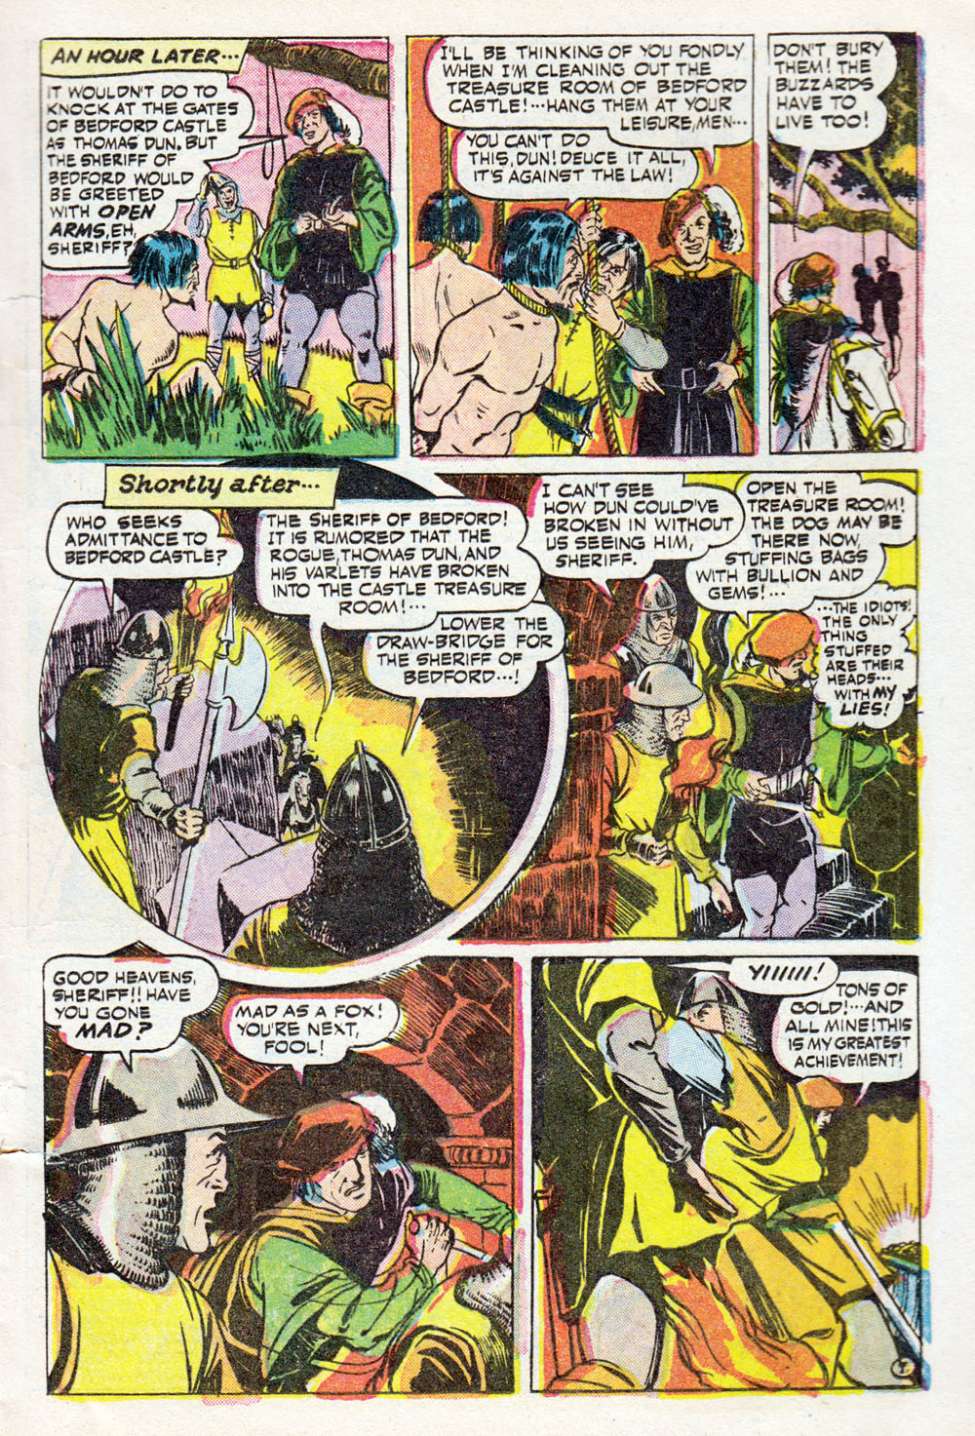 AN HOUR LATER...
IT WOULDN'T DO TO
KNOCK AT THE GATES
OF BEDFORD CASTLE
AS THOMAS DUN. BUT
THE SHERIFF OF
BEDFORD WOULD
BE GREETED
WITH OPEN
ARMS, EH,
SHERIFF?
I'LL BE THINKING OF YOU FONDLY
WHEN I'M CLEANING OUT THE
TREASURE ROOM OF BEDFORD
CASTLE!...HANG THEM AT YOUR
LEISURE, MEN...
YOU CAN'T DO
THIS, DUN! DEUCE IT ALL,
IT'S AGAINST THE LAW!
DON'T BURY
THEM! THE
BUZZARDS
HAVE TO
LIVE TOO!
Shortly after...
WHO SEEKS
ADMITTANCE TO
BEDFORD CASTLE?
THE SHERIFF OF BEDFORD!
IT IS RUMORED THAT THE
ROGUE, THOMAS DUN, AND
HIS VARLETS HAVE BROKEN
INTO THE CASTLE TREASURE
ROOM!...
LOWER THE
DRAW-BRIDGE FOR
THE SHERIFF OF
BEDFORD...!
I CAN'T SEE
HOW DUN COULD'VE
BROKEN IN WITHOUT
US SEEING HIM,
SHERIFF.
OPEN THE
TREASURE ROOM!
THE DOG MAY BE
THERE NOW,
STUFFING BAGS
WITH BULLION AND
GEMS!...
...THE IDIOTS!
THE ONLY
THING
STUFFED
ARE THEIR
HEADS...
WITH MY
LIES!
GOOD HEAVENS,
SHERIFF!! HAVE
YOU GONE
MAD?
MAD AS A FOX!
YOU'RE NEXT,
FOOL!
YIIIIII!
TONS OF
GOLD!...AND
ALL MINE! THIS
IS MY GREATEST
ACHIEVEMENT!
7